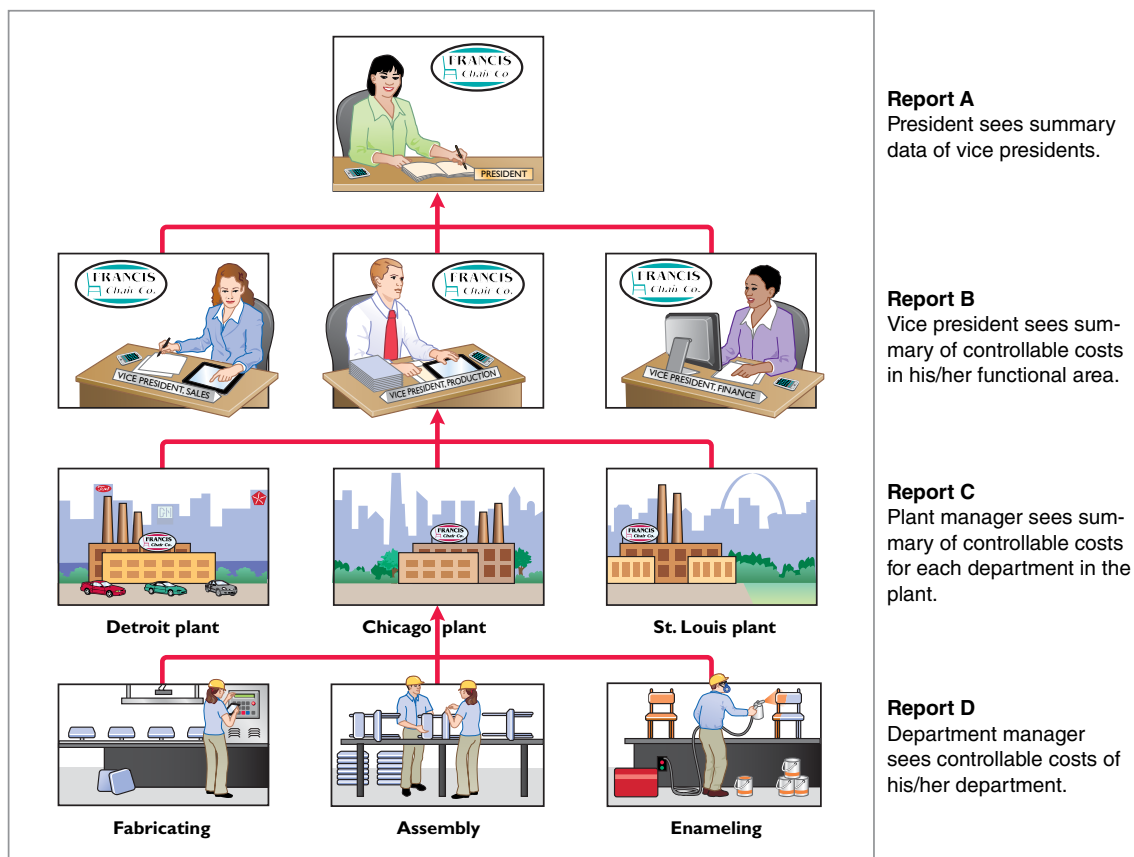 FRANCIS
Chair Co.
PRESIDENT
Report A
President sees summary
data of vice presidents.
FRANCIS
Chair Co.
VICE PRESIDENT, SALES
FRANCIS
Chair Co.
VICE PRESIDENT, PRODUCTION
FRANCIS
Chair Co.
VICE PRESIDENT, FINANCE
Report B
Vice president sees sum-
mary of controllable costs
in his/her functional area.
FRANCIS
Chair Co.
FRANCIS
Chair Co.
FRANCIS
Chair Co.
Detroit plant
Chicago plant
St. Louis plant
Report C
Plant manager sees sum-
mary of controllable costs
for each department in the
plant.
Fabricating
Assembly
Enameling
Report D
Department manager
sees controllable costs of
his/her department.